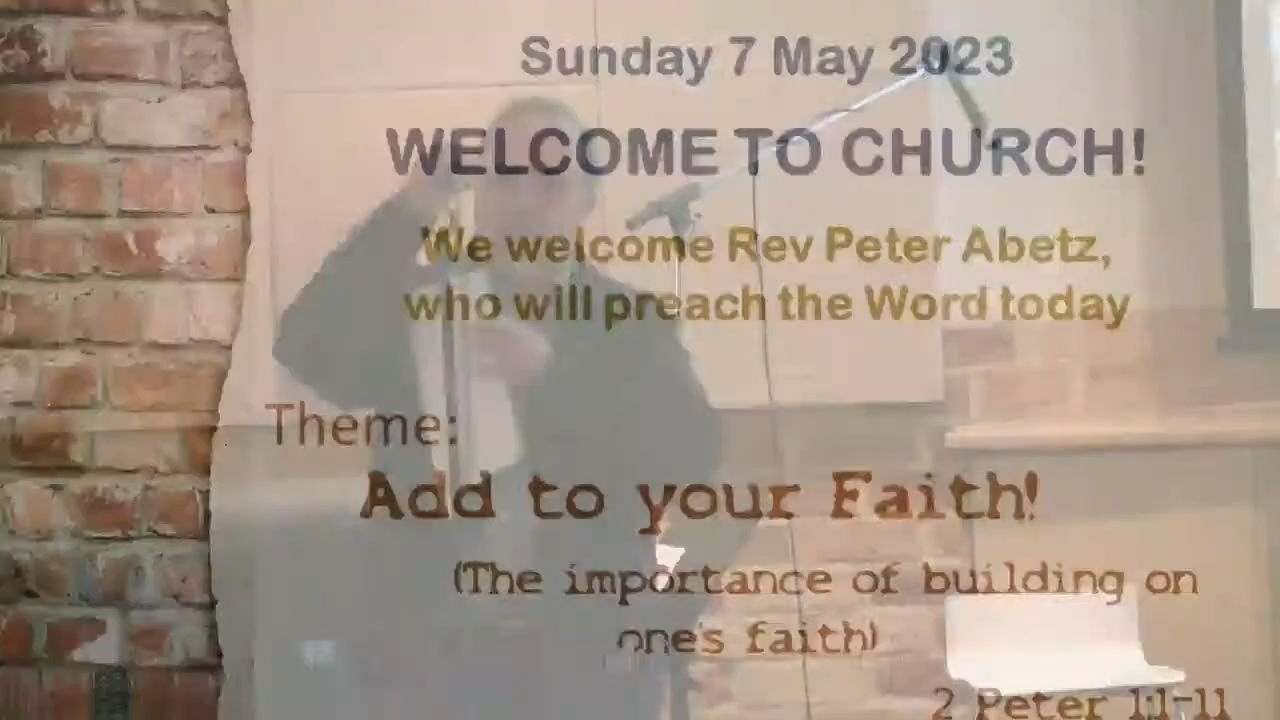 Sunday 7 May 2023
WELCOME TO CHURCH!
We welcome Rev Peter Abetz,
who will preach the Word today
Theme:
Add to your Faith!
(The importance of building on
one's faith)
2 Peter 1:1-11